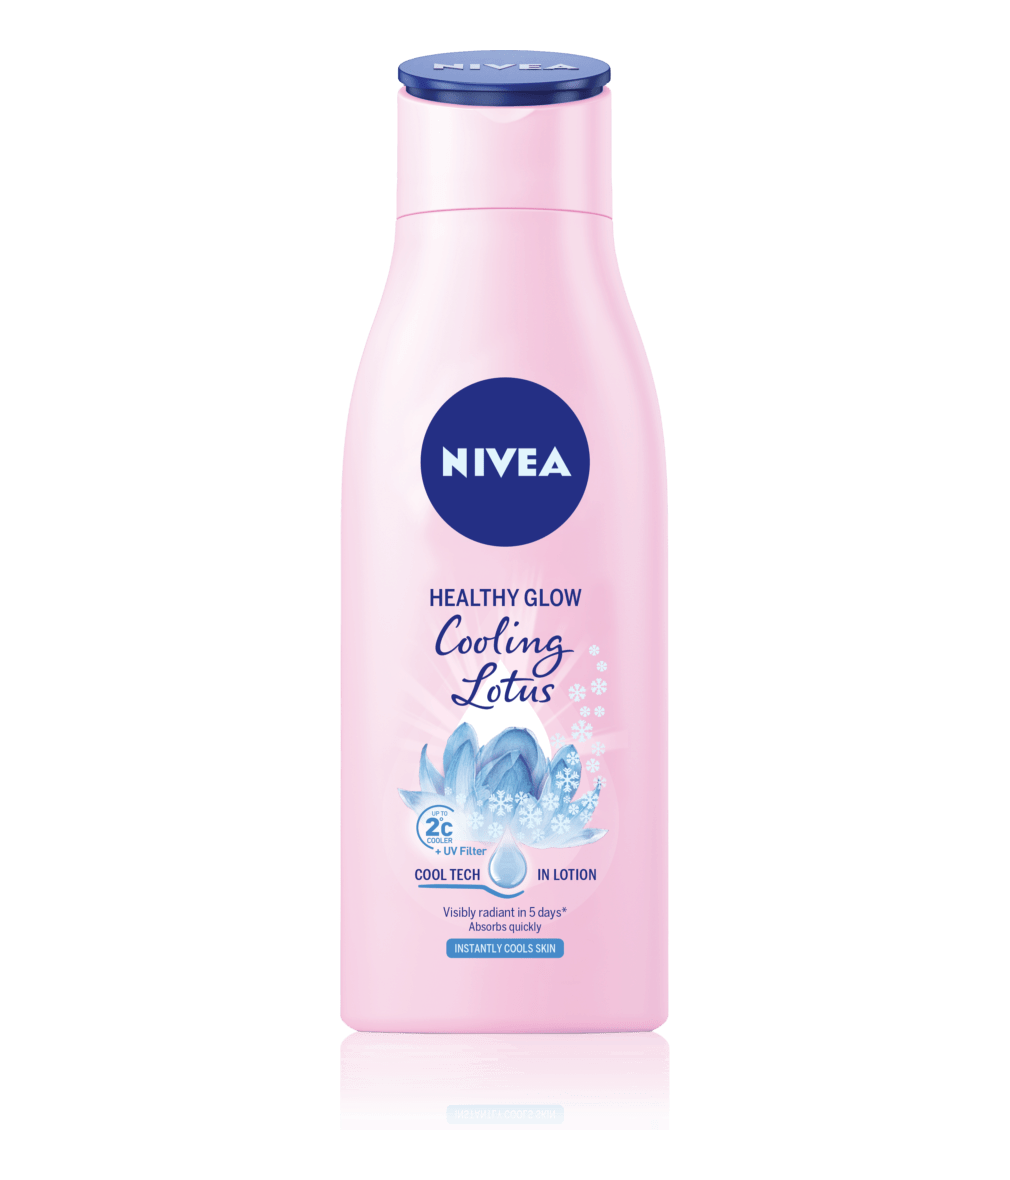 NIVEA
NIVEA
HEALTHY GLOW
Cooling
Lotus
UP TO
2°C
COOLER
+ UV Filter
COOL TECH IN LOTION
Visibly radiant in 5 days*
Absorbs quickly
INSTANTLY COOLS SKIN